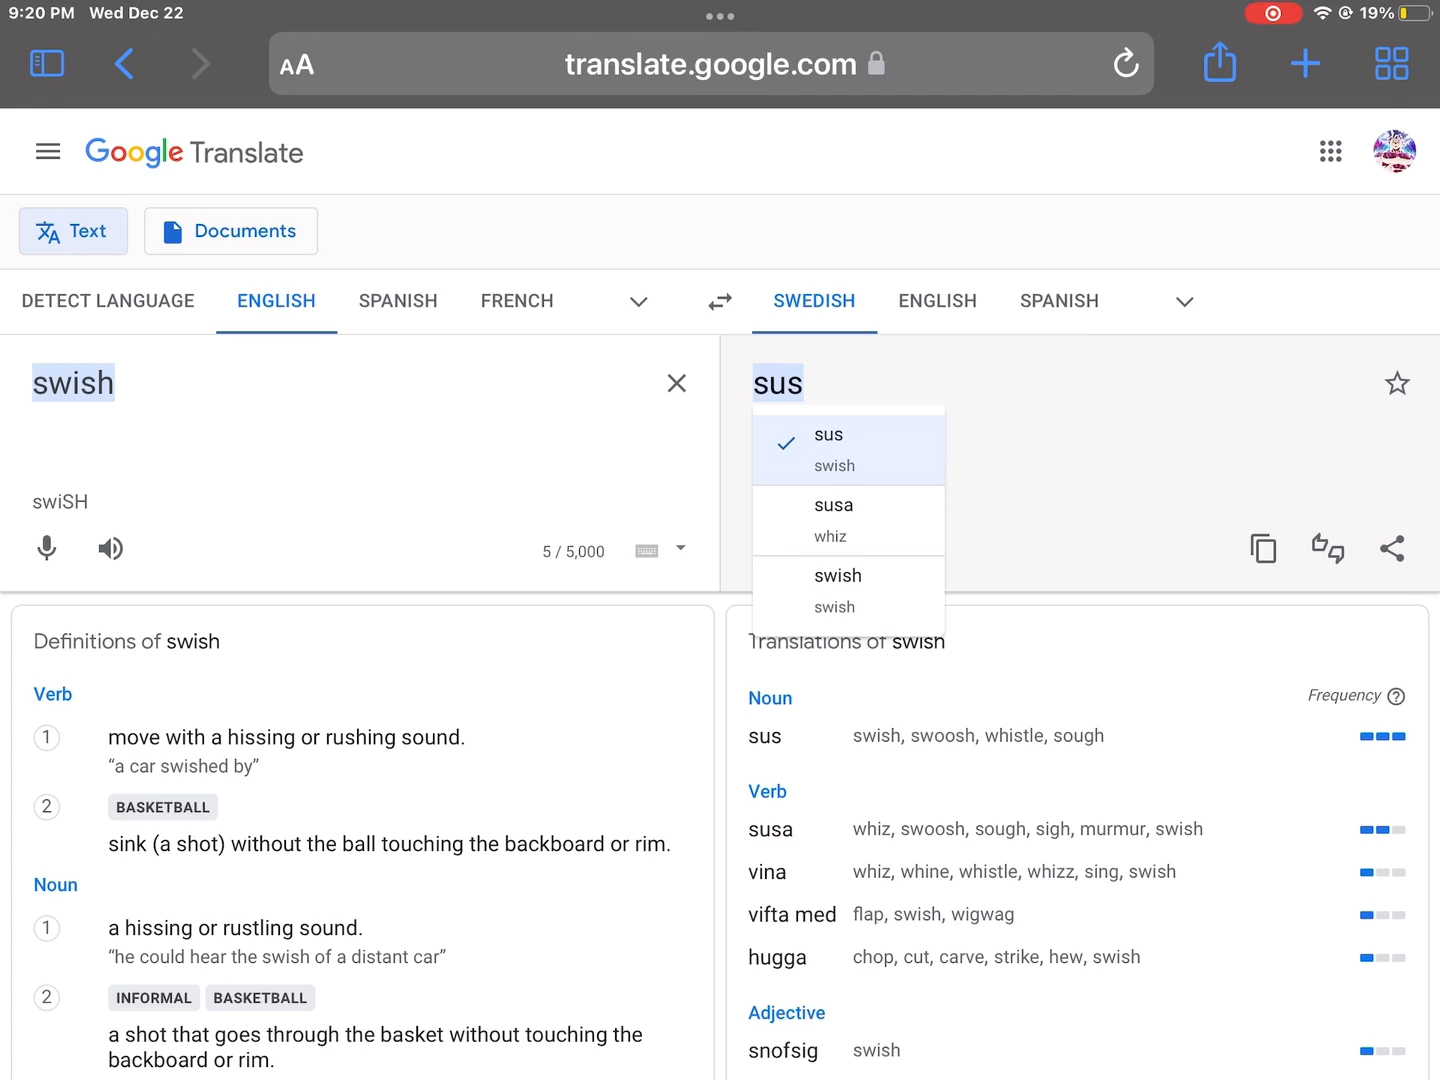 9:20 PM Wed Dec 22
19%
AA
translate.google.com
Google Translate
Text
Documents
DETECT LANGUAGE ENGLISH SPANISH FRENCH
SWEDISH ENGLISH SPANISH
swish
swiSH
5 / 5,000
sus
sus
swish
susa
whiz
swish
swish
Definitions of swish
Verb
1 move with a hissing or rushing sound.
“a car swished by”
2 BASKETBALL
sink (a shot) without the ball touching the backboard or rim.
Noun
1 a hissing or rustling sound.
“he could hear the swish of a distant car”
2 INFORMAL BASKETBALL
a shot that goes through the basket without touching the
backboard or rim.
Translations of swish
Noun Frequency
sus swish, swoosh, whistle, sough
Verb
susa whiz, swoosh, sough, sigh, murmur, swish
vina whiz, whine, whistle, whizz, sing, swish
vifta med flap, swish, wigwag
hugga chop, cut, carve, strike, hew, swish
Adjective
snofsig swish